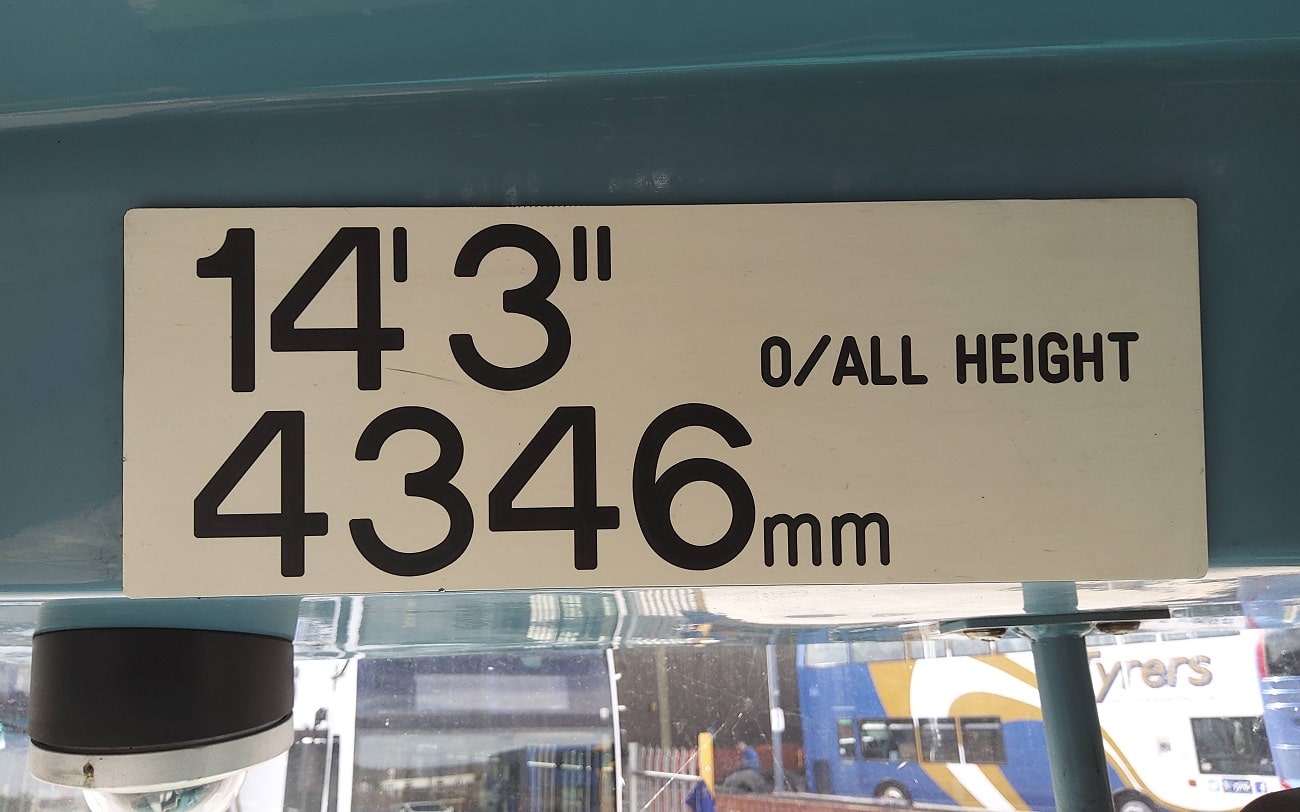 14' 3"
O/ALL HEIGHT
4346mm
Tyrers